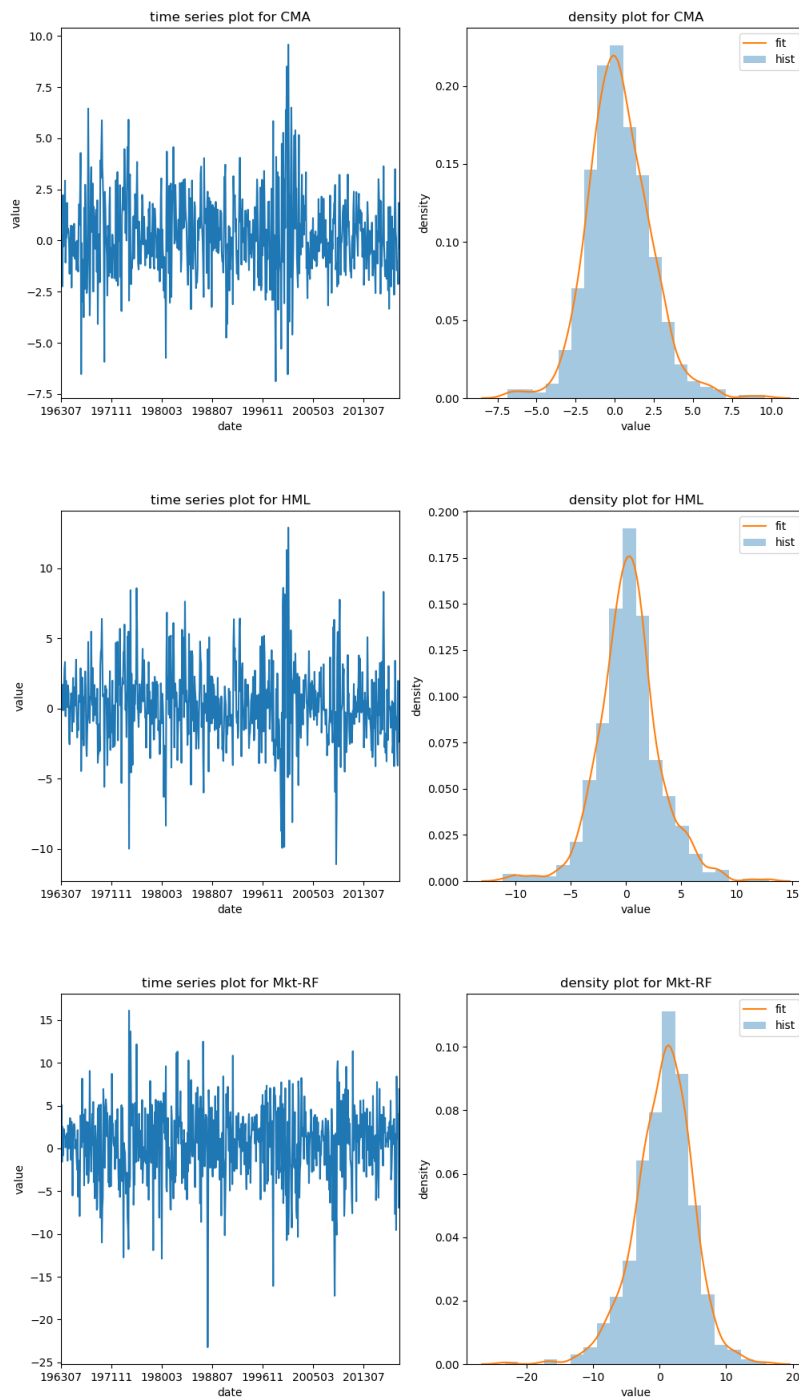 time series plot for CMA
10.0
7.5
5.0
2.5
0.0
−2.5
−5.0
−7.5
value
196307 197111 198003 198807 199611 200503 201307
date
density plot for CMA
fit
hist
0.20
0.15
0.10
0.05
0.00
density
−7.5 −5.0 −2.5 0.0 2.5 5.0 7.5 10.0
value
time series plot for HML
10
5
0
−5
−10
value
196307 197111 198003 198807 199611 200503 201307
date
density plot for HML
fit
hist
0.200
0.175
0.150
0.125
0.100
0.075
0.050
0.025
0.000
density
−10 −5 0 5 10 15
value
time series plot for Mkt-RF
15
10
5
0
−5
−10
−15
−20
−25
value
196307 197111 198003 198807 199611 200503 201307
date
density plot for Mkt-RF
fit
hist
0.10
0.08
0.06
0.04
0.02
0.00
density
−20 −10 0 10 20
value